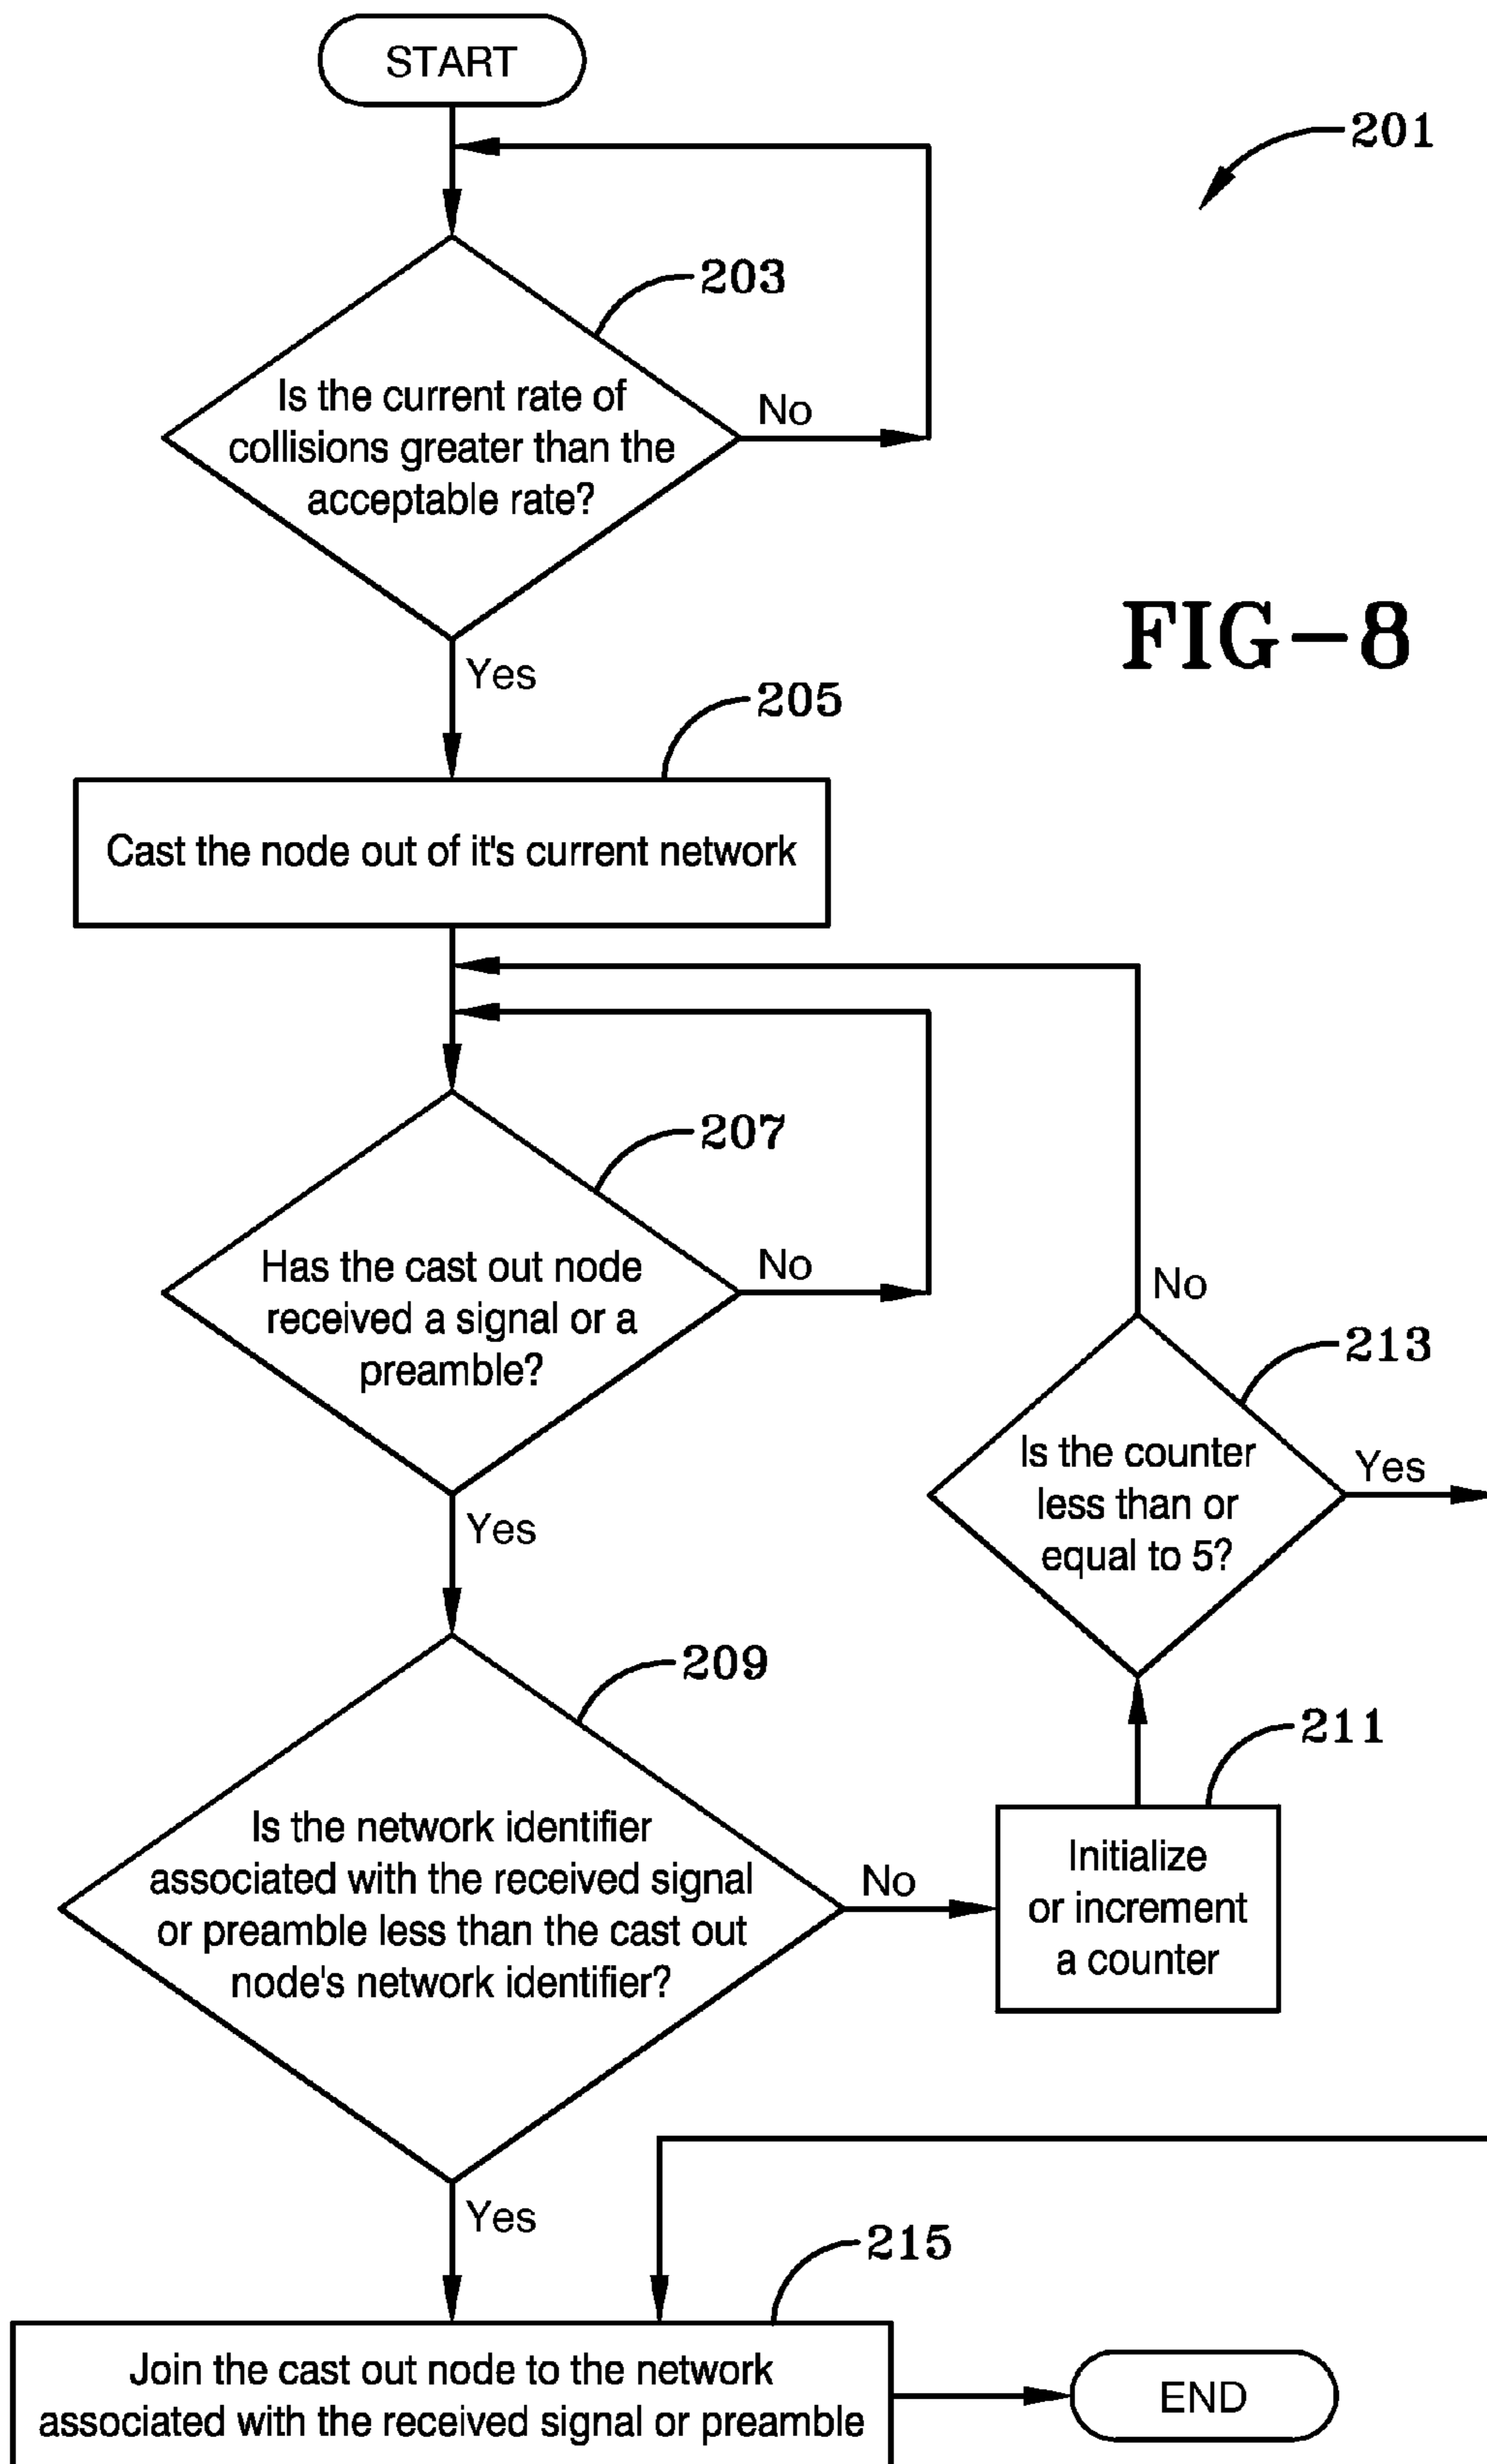 START
201
203
Is the current rate of
collisions greater than the
acceptable rate?
No
FIG-8
Yes
205
Cast the node out of it's current network
207
Has the cast out node
received a signal or a
preamble?
No
No
213
Is the counter
less than or
equal to 5?
Yes
Yes
209
Is the network identifier
associated with the received signal
or preamble less than the cast out
node's network identifier?
No
211
Initialize
or increment
a counter
Yes
215
Join the cast out node to the network
associated with the received signal or preamble
END